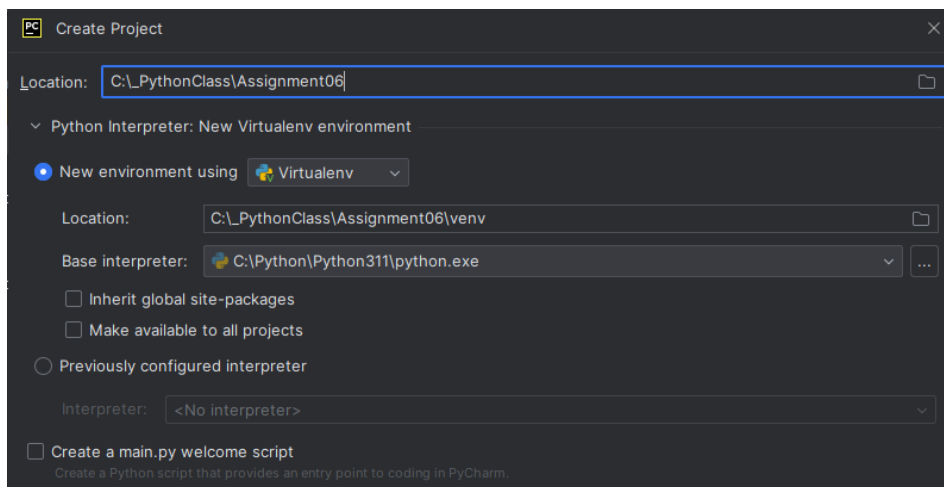 PC Create Project
Location: C:\_PythonClass\Assignment06
Python Interpreter: New Virtualenv environment
New environment using Virtualenv
Location: C:\_PythonClass\Assignment06\venv
Base interpreter: C:\Python\Python311\python.exe ...
Inherit global site-packages
Make available to all projects
Previously configured interpreter
Interpreter: <No interpreter>
Create a main.py welcome script
Create a Python script that provides an entry point to coding in PyCharm.